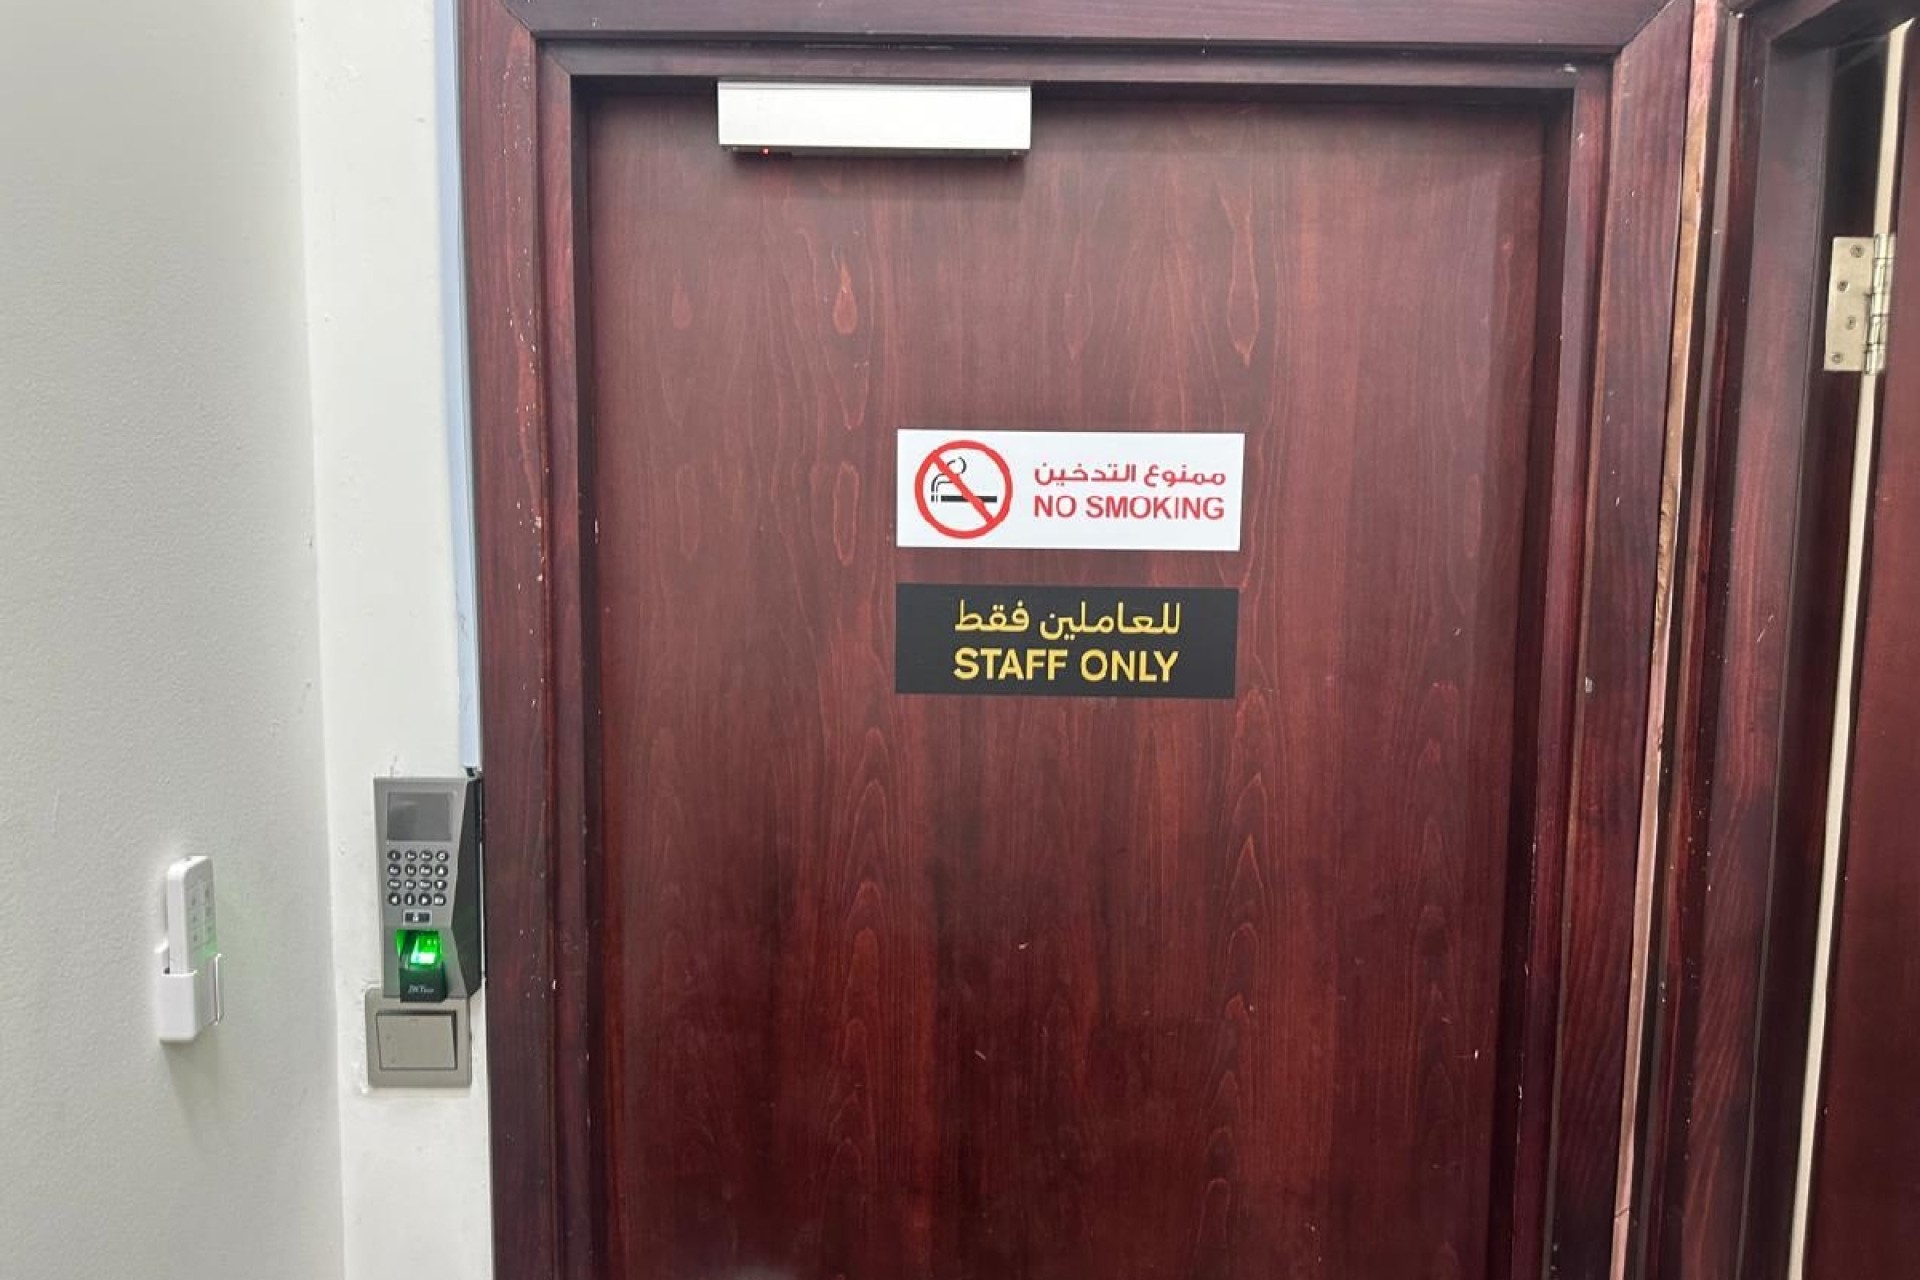 ممنوع التدخين
NO SMOKING
للعاملين فقط
STAFF ONLY